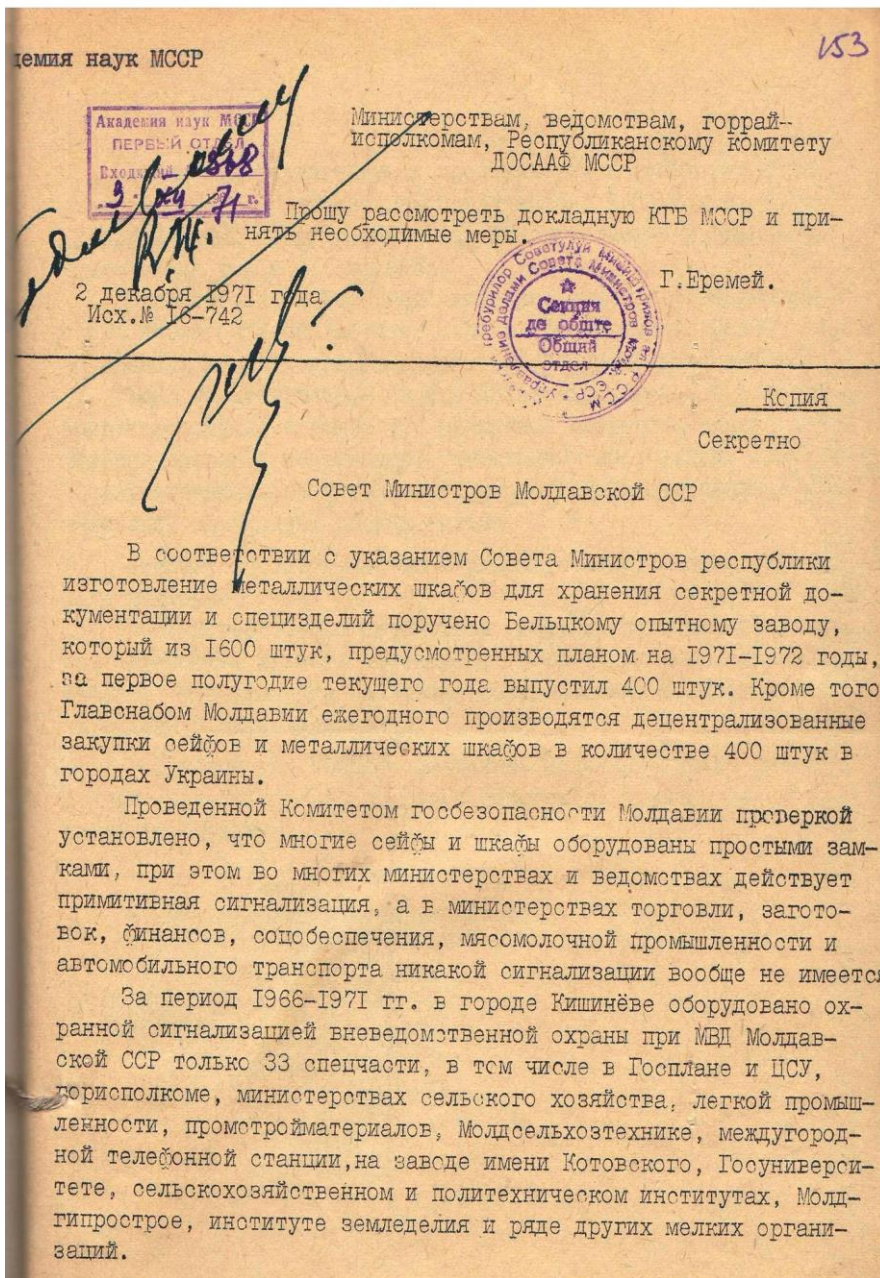 153
демия наук МССР
Академия наук МССР
ПЕРВЫЙ ОТДЕЛ
Входящий
3 XII 1971 г.
Министерствам, ведомствам, горрай-
исполкомам, Республиканскому комитету
ДОСААФ МССР
Прошу рассмотреть докладную КГБ МССР и при-
нять необходимые меры.
Г.Еремей.
2 декабря 1971 года
Исх.№ 16-742
Секция
де обште
Общий
отдел
Копия
Секретно
Совет Министров Молдавской ССР
В соответствии с указанием Совета Министров республики
изготовление металлических шкафов для хранения секретной до-
кументации и специзделий поручено Бельцкому опытному заводу,
который из 1600 штук, предусмотренных планом на 1971-1972 годы,
за первое полугодие текущего года выпустил 400 штук. Кроме того
Главснабом Молдавии ежегодного производятся децентрализованные
закупки сейфов и металлических шкафов в количестве 400 штук в
городах Украины.
Проведенной Комитетом госбезопасности Молдавии проверкой
установлено, что многие сейфы и шкафы оборудованы простыми зам-
ками, при этом во многих министерствах и ведомствах действует
примитивная сигнализация, а в министерствах торговли, загото-
вок, финансов, соцобеспечения, мясомолочной промышленности и
автомобильного транспорта никакой сигнализации вообще не имеется
За период 1966-1971 гг. в городе Кишинёве оборудовано ох-
ранной сигнализацией вневедомственной охраны при МВД Молдав-
ской ССР только 33 спецчасти, в том числе в Госплане и ЦСУ,
горисполкоме, министерствах сельского хозяйства, легкой промыш-
ленности, промстройматериалов, Молдсельхозтехнике, междугород-
ной телефонной станции,на заводе имени Котовского, Госуниверси-
тете, сельскохозяйственном и политехническом институтах, Молд-
гипрострое, институте земледелия и ряде других мелких органи-
заций.